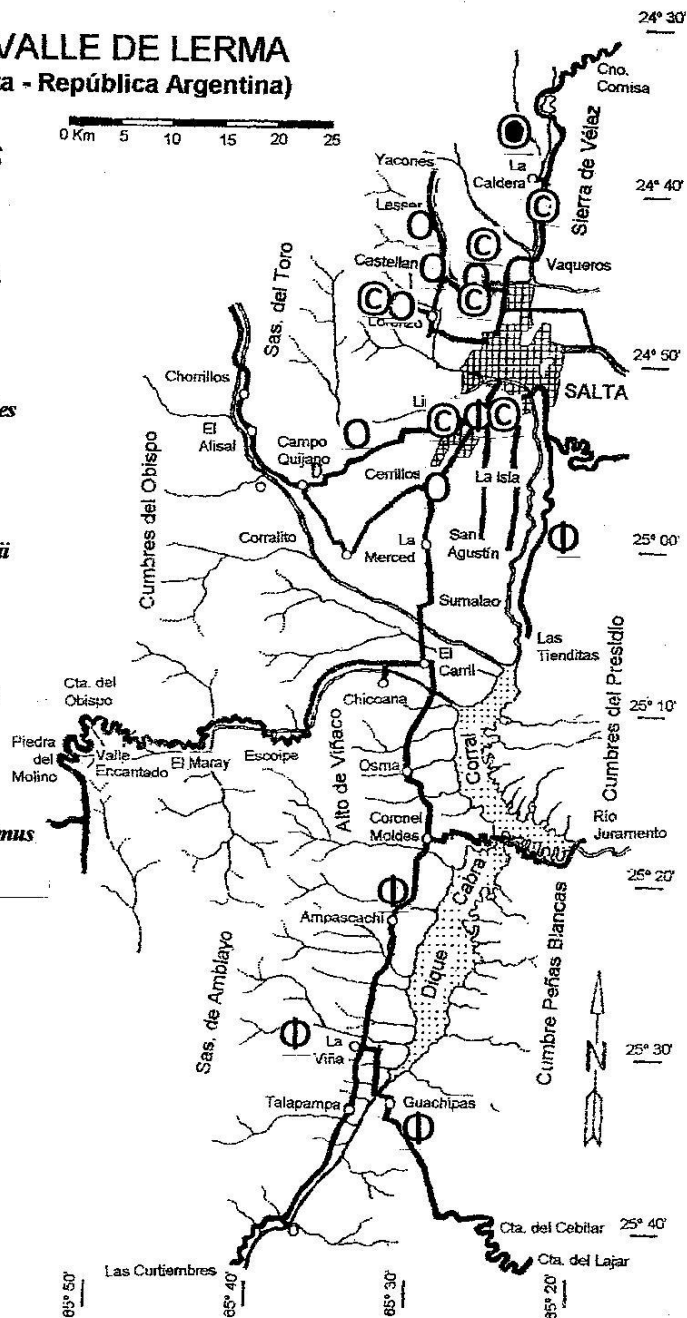 VALLE DE LERMA
- República Argentina)
0 Km 5 10 15 20 25
24° 30'
Cno.
Cornisa
Yacones
La
Caldera
Sierra de Vélaz
24° 40'
Lesser
Castellan
Vaqueros
Sas. del Toro
Lorenzo
24° 50'
Chorrillos
SALTA
es
El
Alisal
Campo
Quijano
Li
Cerrillos
La Isla
Cumbres del Obispo
Corralito
La
Merced
San
Agustín
25° 00'
Sumalao
Las
Tienditas
El
Carril
Cta. del
Obispo
Chicoana
Cumbres del Presidio
25° 10'
Piedra
del
Molino
Valle
Encantado
El Maray
Escoipe
Alto de Viñaco
Osma
Corral
Coronel
Moldes
Río
Juramento
mus
Cabra
25° 20'
Ampascachi
Dique
Sas. de Amblayo
Cumbre Peñas Blancas
La
Viña
N
25° 30'
Talapampa
Guachipas
Cta. del Cebilar
25° 40'
Cta. del Lajar
Las Curtiembres
65° 50'
65° 40'
65° 30'
65° 20'